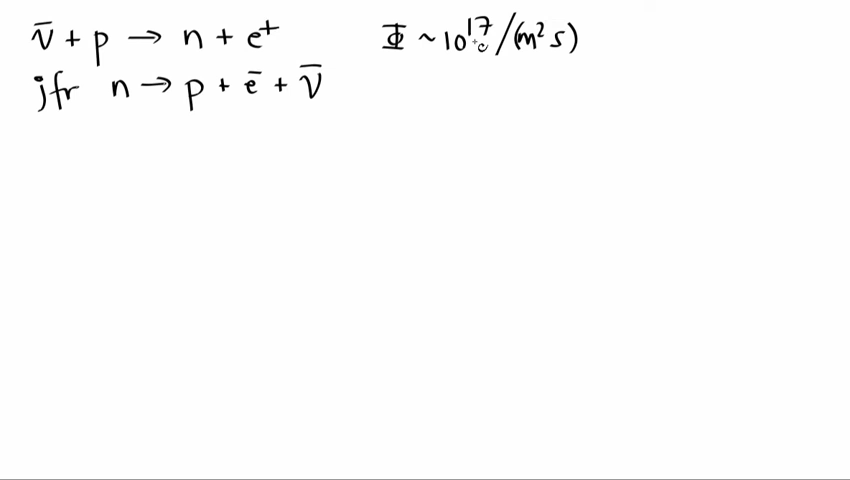 ν̄ + p → n + e⁺ Φ ~ 10¹⁷/(m² s)
jfr n → p + e⁻ + ν̄